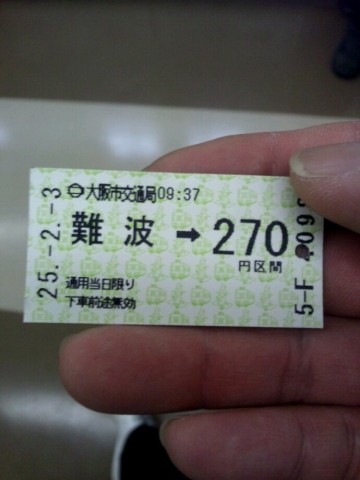 大阪市交通局09:37
難波→270
円区間
通用当日限り
下車前途無効
25.-2.-3
5-F